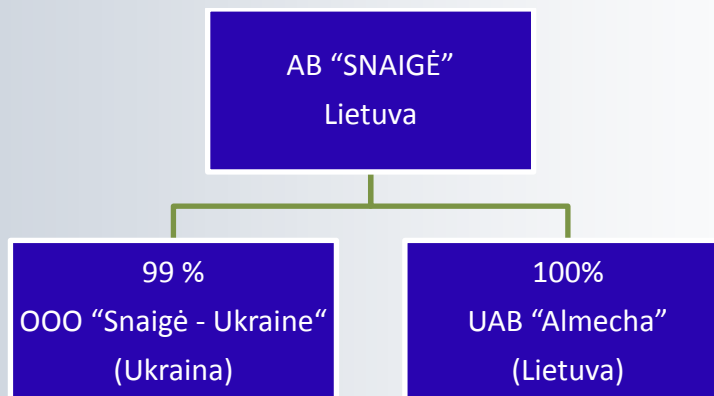 AB “SNAIGĖ”
Lietuva
99 %
OOO “Snaigė - Ukraine“
(Ukraina)
100%
UAB “Almecha”
(Lietuva)